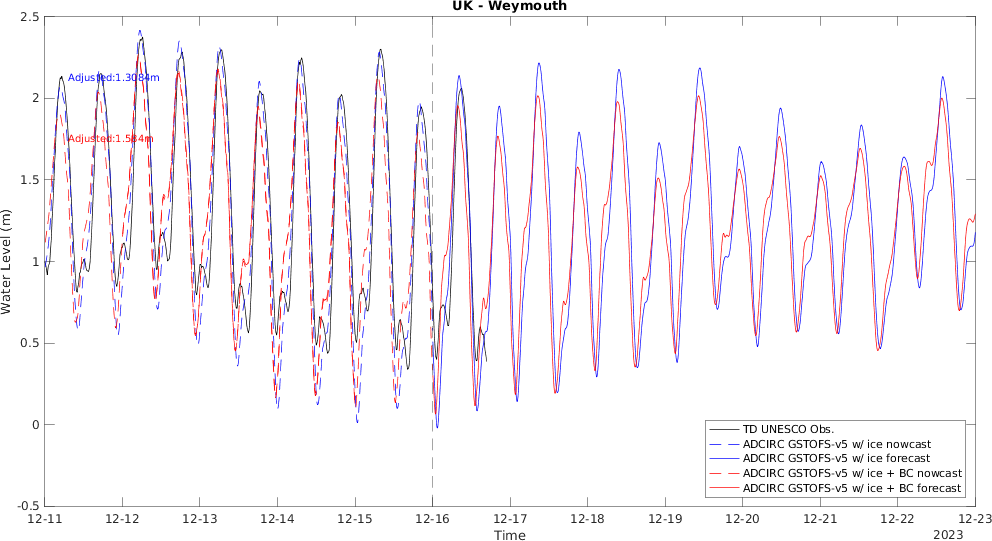 UK - Weymouth
2.5
2
1.5
1
0.5
0
-0.5
Water Level (m)
Adjusted:1.3084m
Adjusted:1.584m
TD UNESCO Obs.
ADCIRC GSTOFS-v5 w/ ice nowcast
ADCIRC GSTOFS-v5 w/ ice forecast
ADCIRC GSTOFS-v5 w/ ice + BC nowcast
ADCIRC GSTOFS-v5 w/ ice + BC forecast
12-11 12-12 12-13 12-14 12-15 12-16 12-17 12-18 12-19 12-20 12-21 12-22 12-23
Time
2023